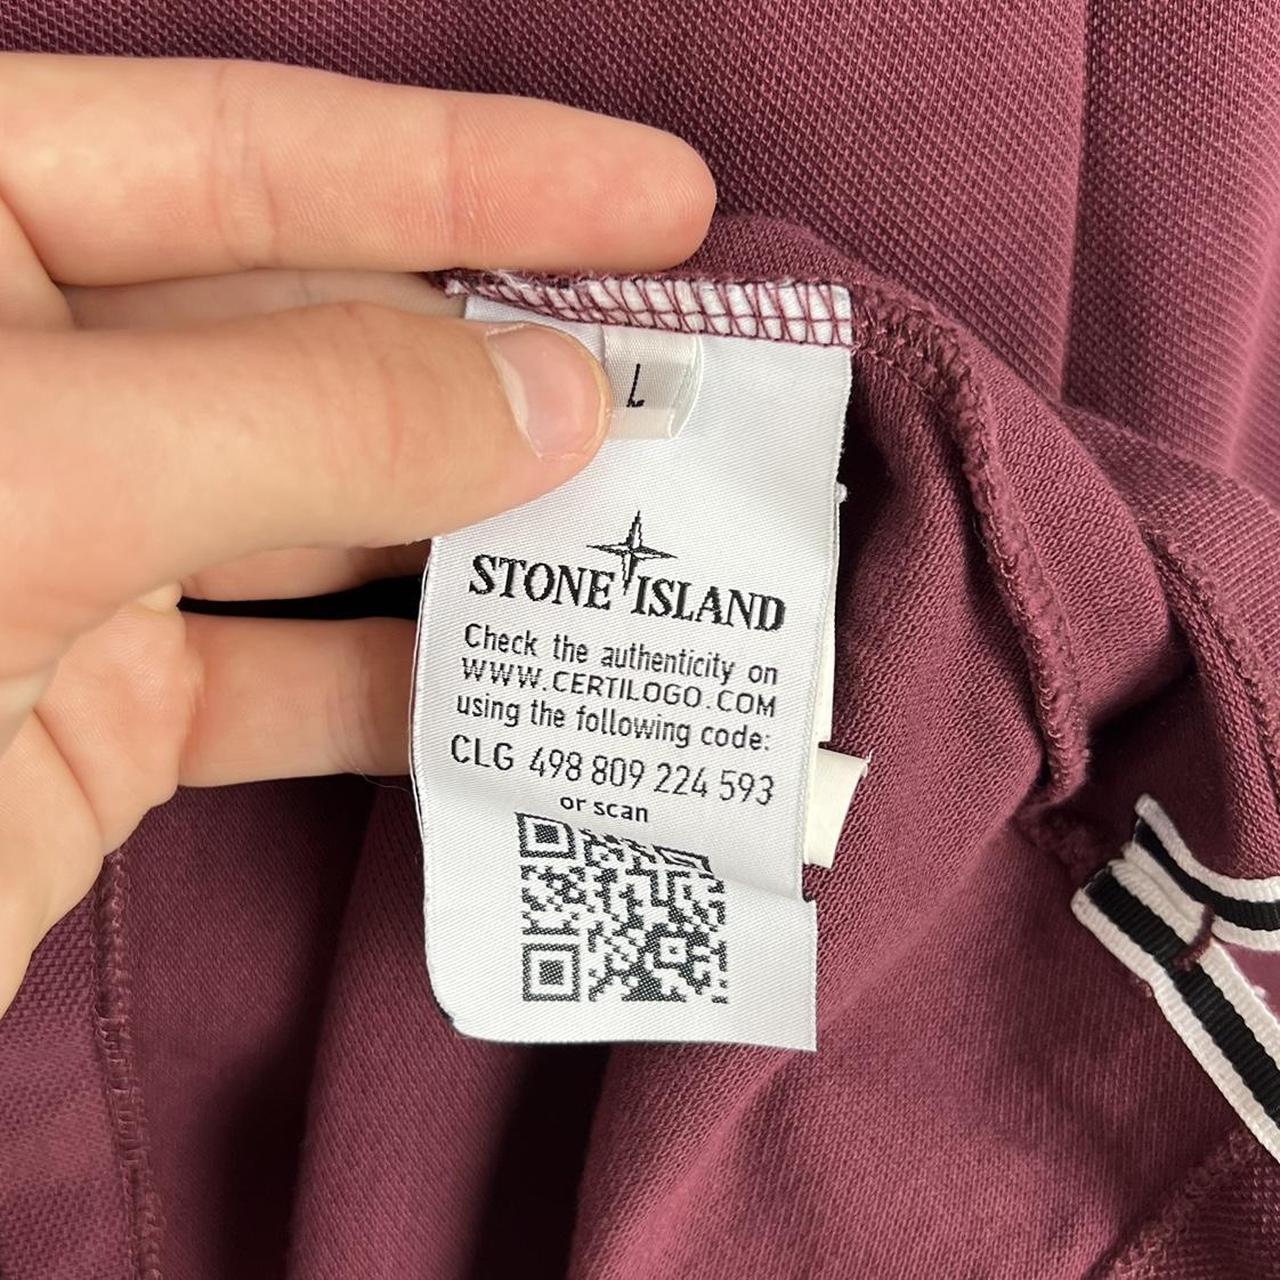 L
STONE ISLAND
Check the authenticity on
WWW.CERTILOGO.COM
using the following code:
CLG 498 809 224 593
or scan